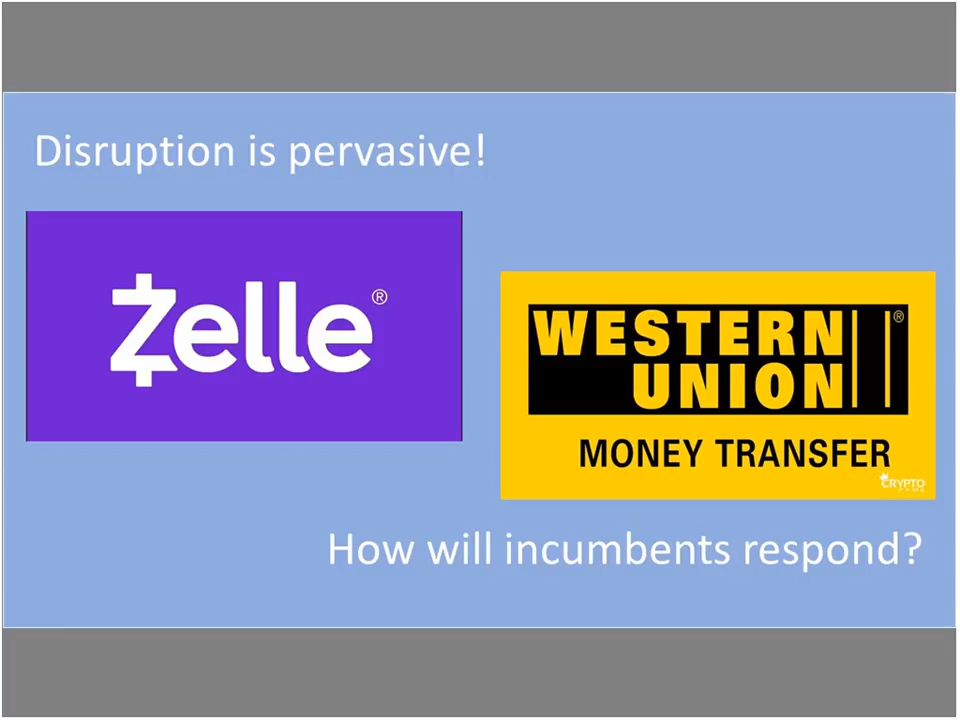 Disruption is pervasive!
Zelle®
WESTERN
UNION ®
MONEY TRANSFER
CRYPTO
How will incumbents respond?